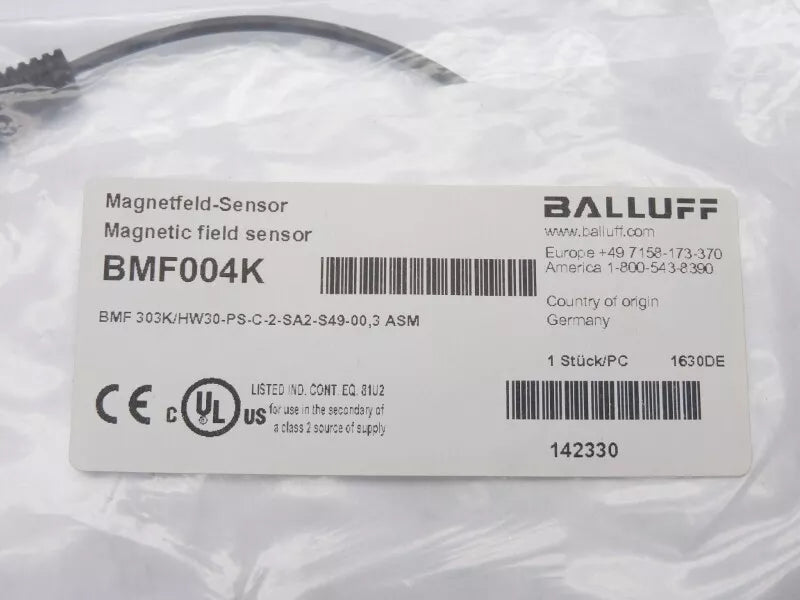 Magnetfeld-Sensor
Magnetic field sensor
BMF004K
BMF 303K/HW30-PS-C-2-SA2-S49-00,3 ASM
BALLUFF
www.balluff.com
Europe +49 7158-173-370
America 1-800-543-8390
Country of origin
Germany
1 Stück/PC 1630DE
142330
CE
C UL US
LISTED IND. CONT. EQ. 81U2
for use in the secondary of
a class 2 source of supply